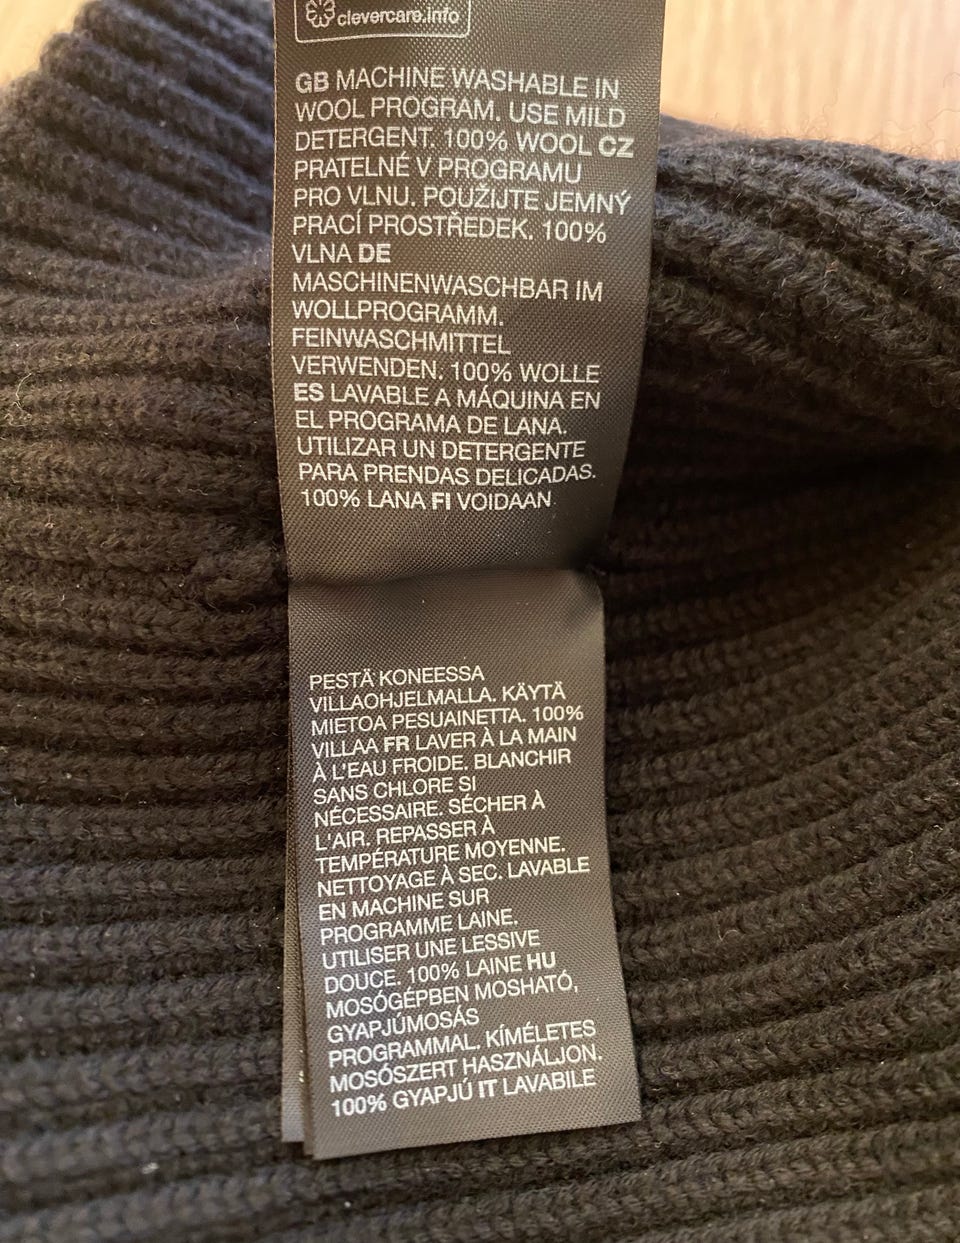 clevercare.info
GB MACHINE WASHABLE IN
WOOL PROGRAM. USE MILD
DETERGENT. 100% WOOL CZ
PRATELNÉ V PROGRAMU
PRO VLNU. POUŽIJTE JEMNÝ
PRACÍ PROSTŘEDEK. 100%
VLNA DE
MASCHINENWASCHBAR IM
WOLLPROGRAMM.
FEINWASCHMITTEL
VERWENDEN. 100% WOLLE
ES LAVABLE A MÁQUINA EN
EL PROGRAMA DE LANA.
UTILIZAR UN DETERGENTE
PARA PRENDAS DELICADAS.
100% LANA FI VOIDAAN
PESTÄ KONEESSA
VILLAOHJELMALLA. KÄYTÄ
MIETOA PESUAINETTA. 100%
VILLAA FR LAVER À LA MAIN
À L'EAU FROIDE. BLANCHIR
SANS CHLORE SI
NÉCESSAIRE. SÉCHER À
L'AIR. REPASSER À
TEMPÉRATURE MOYENNE.
NETTOYAGE À SEC. LAVABLE
EN MACHINE SUR
PROGRAMME LAINE.
UTILISER UNE LESSIVE
DOUCE. 100% LAINE HU
MOSÓGÉPBEN MOSHATÓ,
GYAPJÚMOSÁS
PROGRAMMAL. KÍMÉLETES
MOSÓSZERT HASZNÁLJON.
100% GYAPJÚ IT LAVABILE